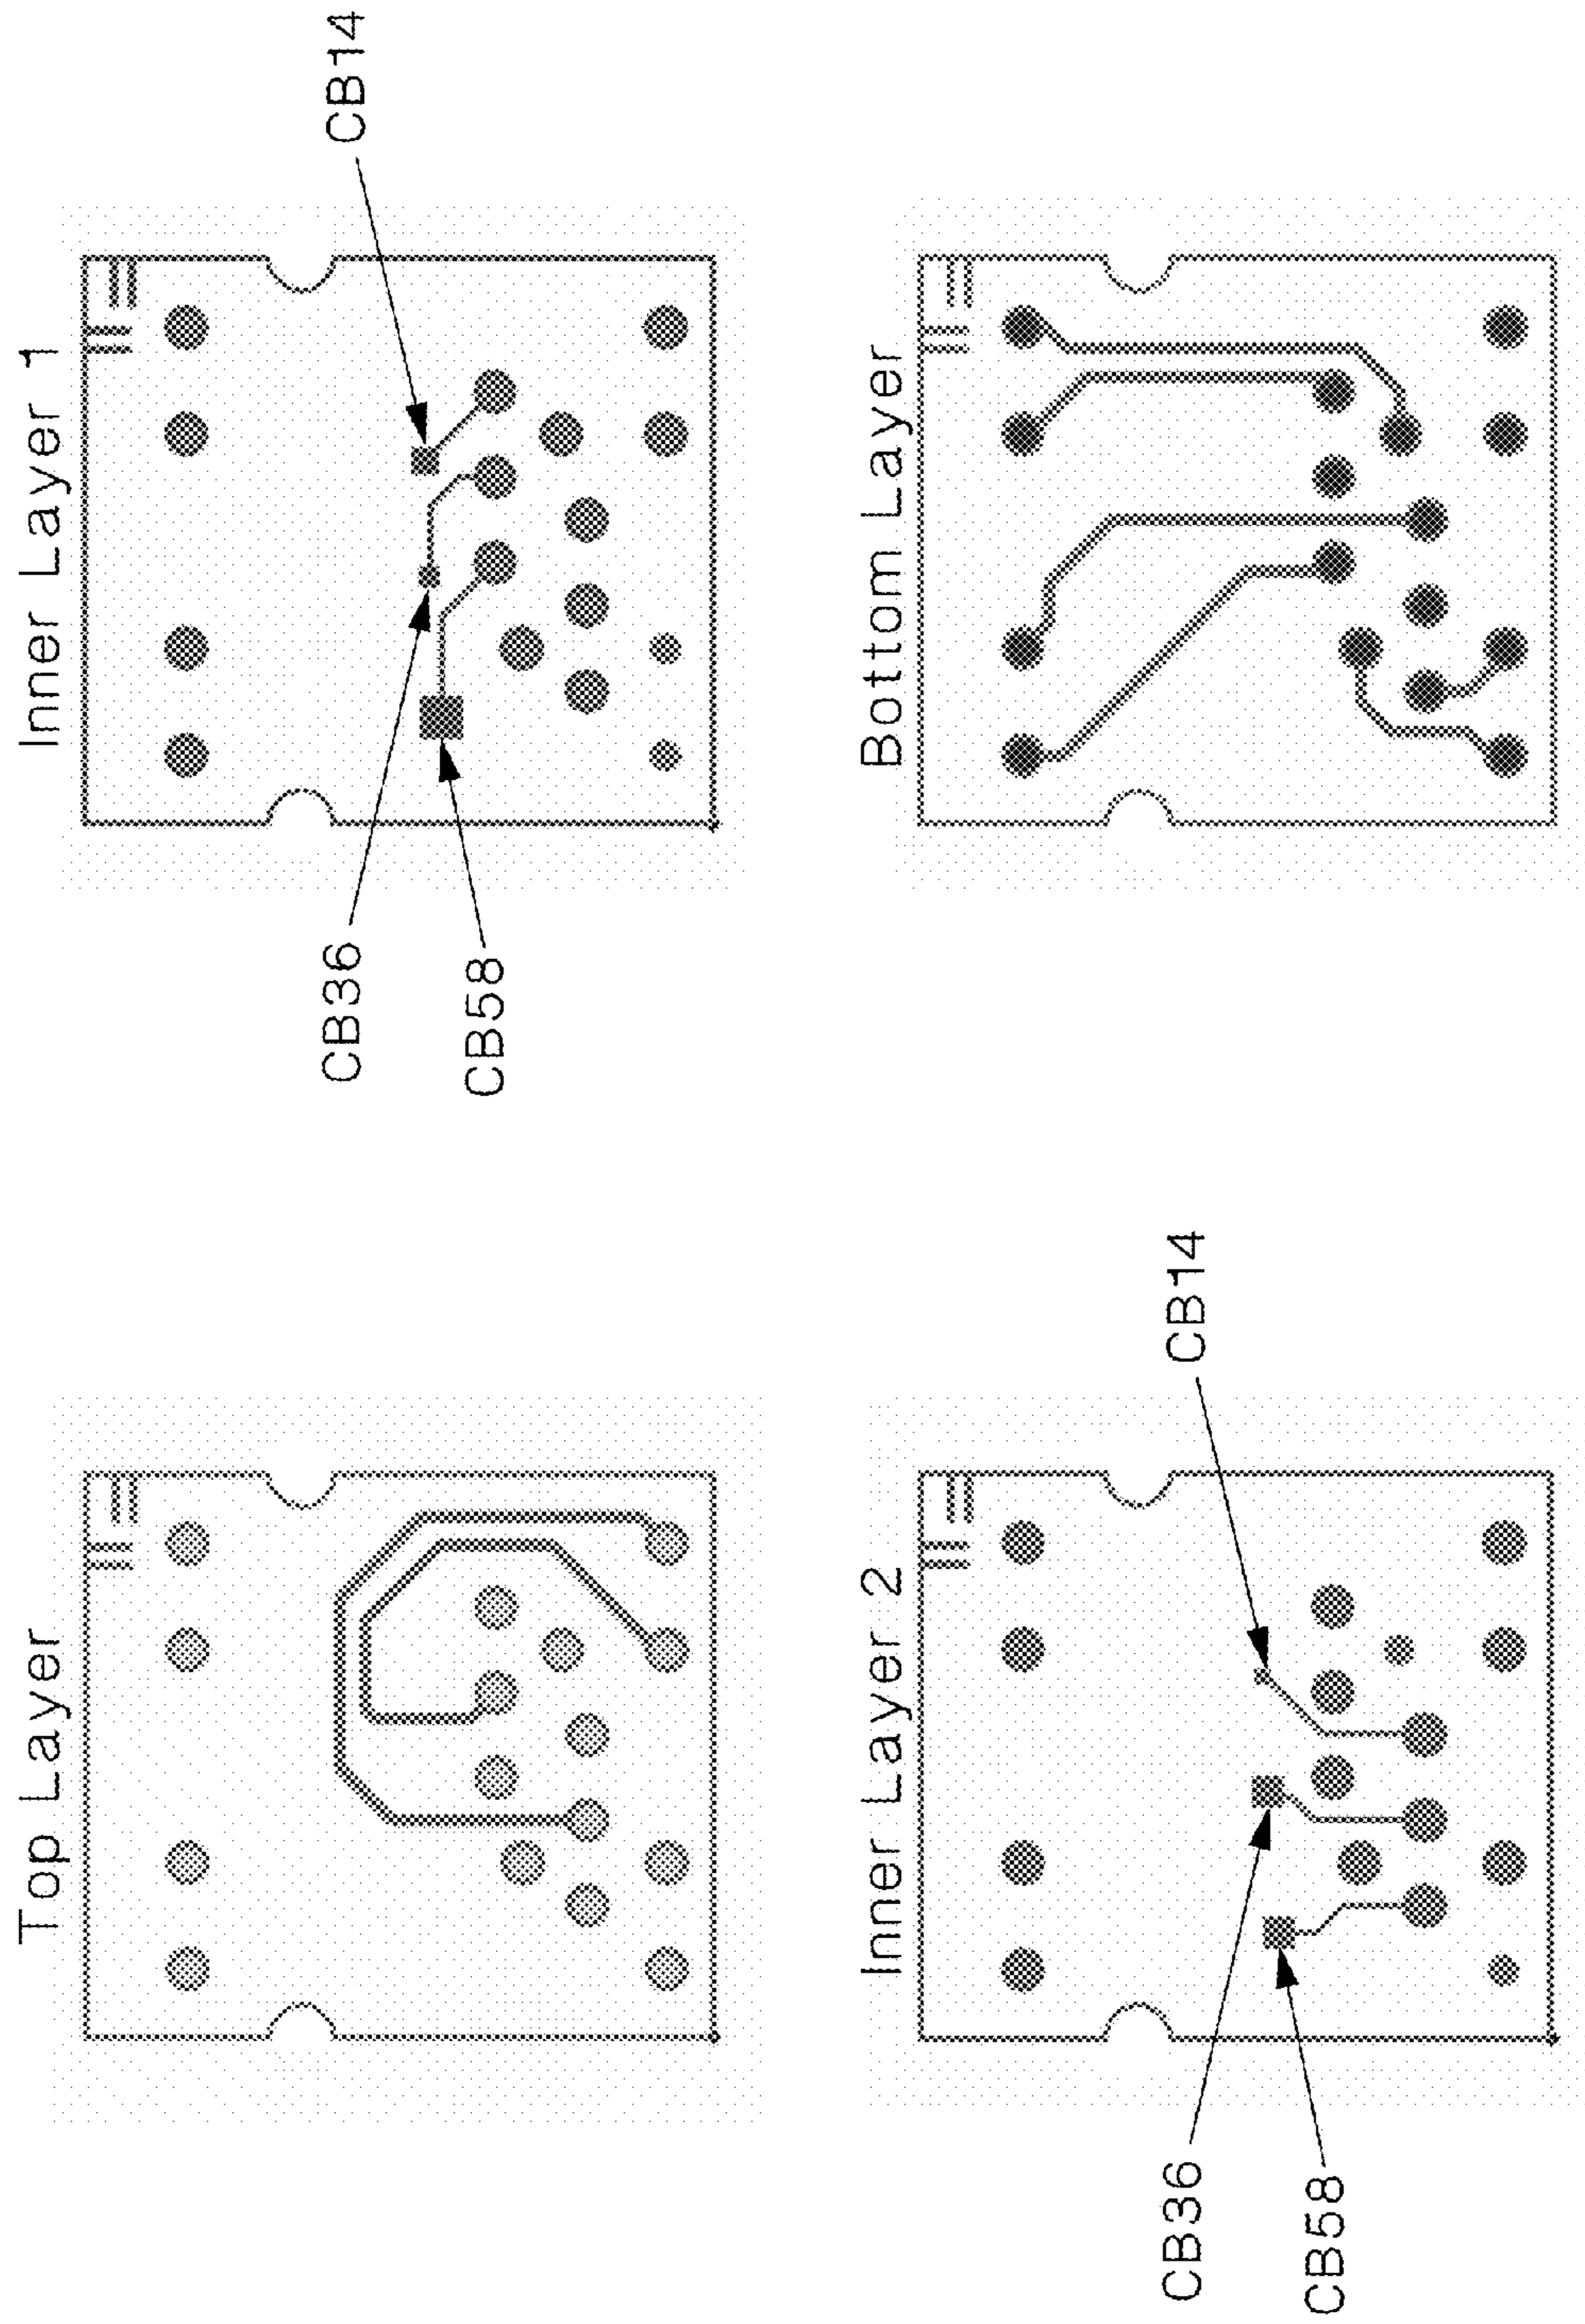 Top Layer
Inner Layer 1
CB14
CB36
CB58
Inner Layer 2
CB14
CB36
CB58
Bottom Layer